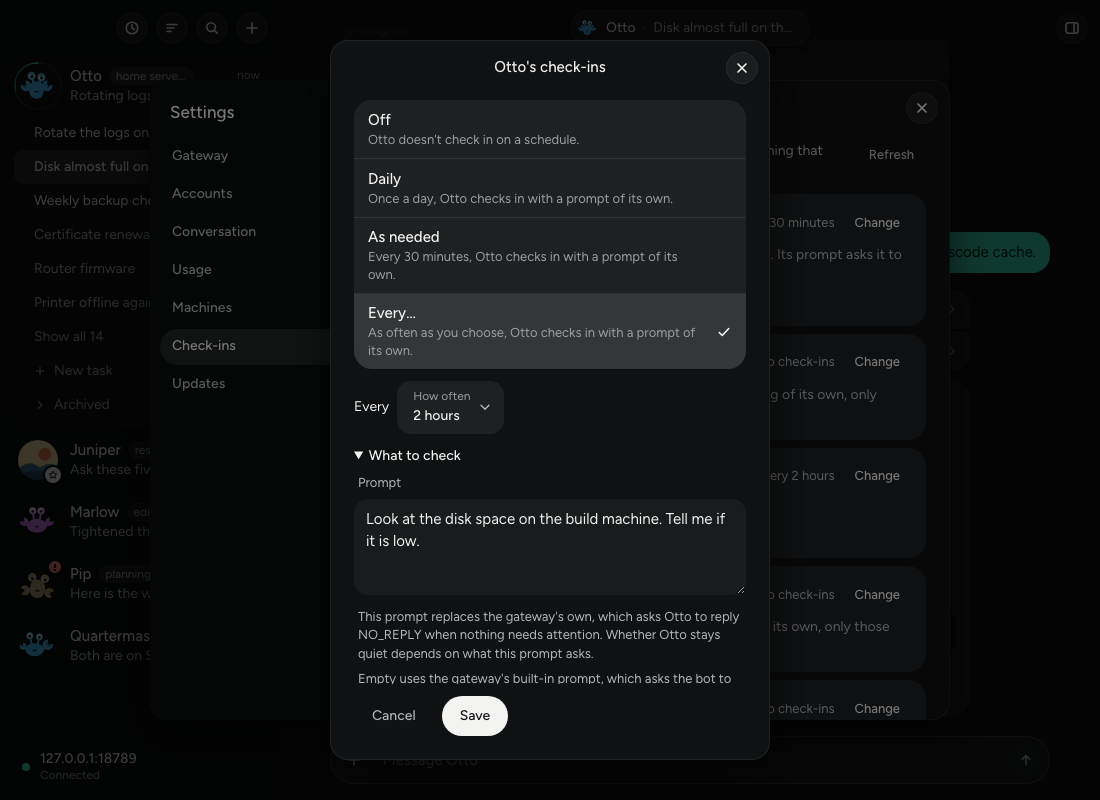 Otto · Disk almost full on th...
Otto home serve... now
Rotating logs
Rotate the logs on
Disk almost full on
Weekly backup che
Certificate renewa
Router firmware
Printer offline again
Show all 14
+ New task
Archived
Juniper res
Ask these fiv
Marlow edi
Tightened th
Pip planning
Here is the w
Quartermas
Both are on S
127.0.0.1:18789
Connected
Settings
Gateway
Accounts
Conversation
Usage
Machines
Check-ins
Updates
Otto's check-ins
Off
Otto doesn't check in on a schedule.
Daily
Once a day, Otto checks in with a prompt of its own.
As needed
Every 30 minutes, Otto checks in with a prompt of its
own.
Every...
As often as you choose, Otto checks in with a prompt of
its own.
Every
How often
2 hours
What to check
Prompt
Look at the disk space on the build machine. Tell me if
it is low.
This prompt replaces the gateway's own, which asks Otto to reply
NO_REPLY when nothing needs attention. Whether Otto stays
quiet depends on what this prompt asks.
Empty uses the gateway's built-in prompt, which asks the bot to
Cancel Save
ning that
Refresh
30 minutes Change
. Its prompt asks it to
o check-ins Change
g of its own, only
ery 2 hours Change
o check-ins Change
its own, only those
o check-ins Change
scode cache.
Message Otto